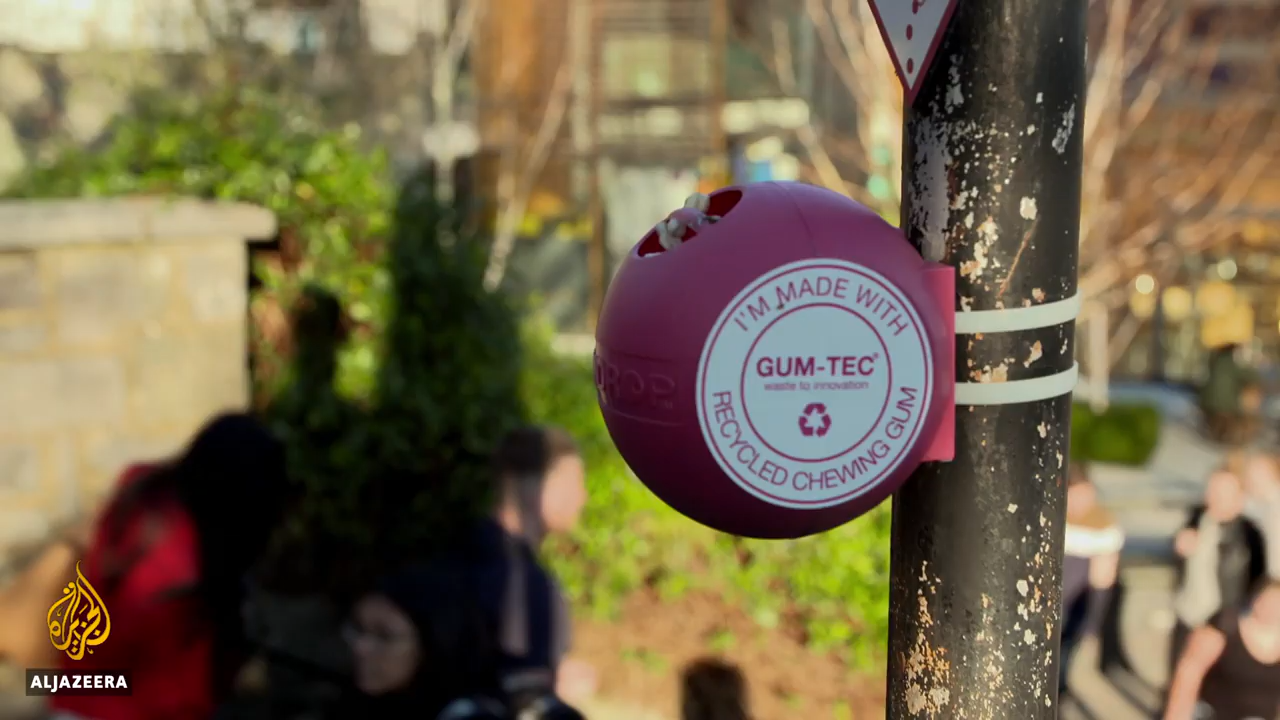 I'M MADE WITH
GUM-TEC®
waste to innovation
RECYCLED CHEWING GUM
ALJAZEERA